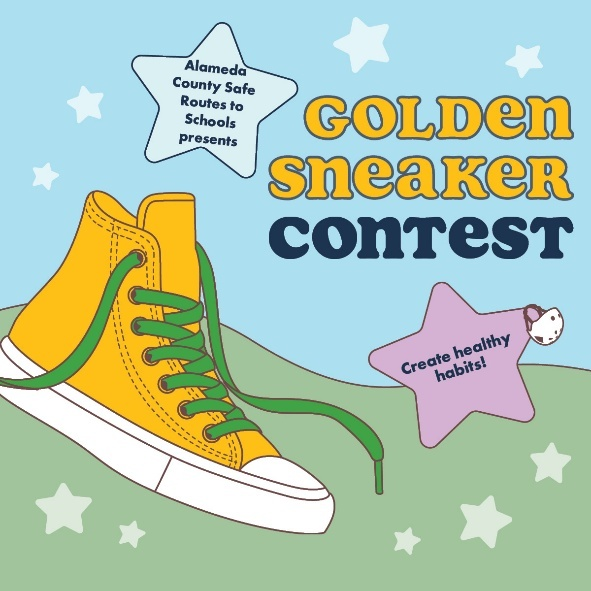 Alameda
County Safe
Routes to
Schools
presents
GOLDEN
SNEAKER
CONTEST
Create healthy
habits!